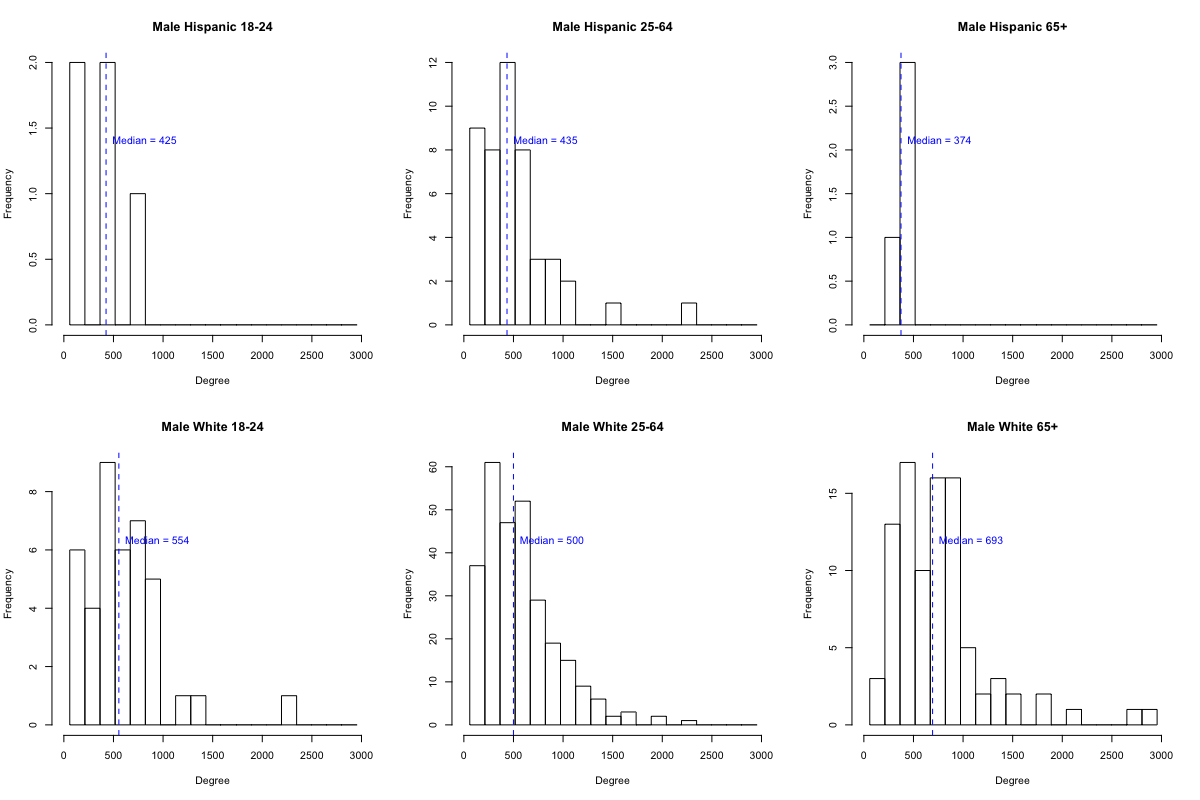 Male Hispanic 18-24
Frequency
0.0 0.5 1.0 1.5 2.0
Median = 425
0 500 1000 1500 2000 2500 3000
Degree
Male Hispanic 25-64
Frequency
0 2 4 6 8 10 12
Median = 435
0 500 1000 1500 2000 2500 3000
Degree
Male Hispanic 65+
Frequency
0.0 0.5 1.0 1.5 2.0 2.5 3.0
Median = 374
0 500 1000 1500 2000 2500 3000
Degree
Male White 18-24
Frequency
0 2 4 6 8
Median = 554
0 500 1000 1500 2000 2500 3000
Degree
Male White 25-64
Frequency
0 10 20 30 40 50 60
Median = 500
0 500 1000 1500 2000 2500 3000
Degree
Male White 65+
Frequency
0 5 10 15
Median = 693
0 500 1000 1500 2000 2500 3000
Degree